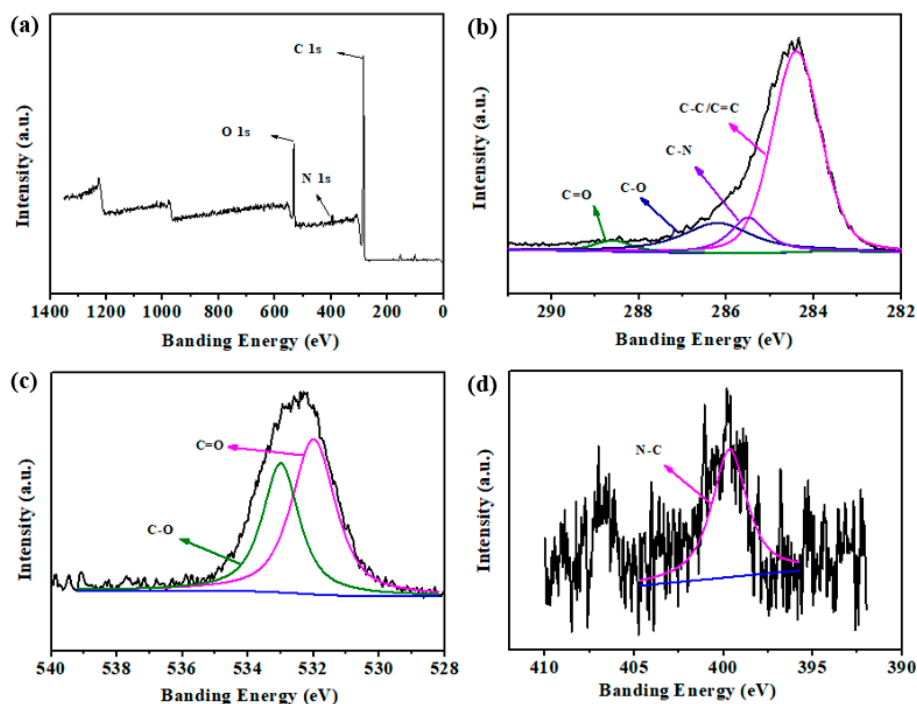 (a)
C 1s
O 1s
N 1s
Intensity (a.u.)
1400 1200 1000 800 600 400 200 0
Banding Energy (eV)
(b)
C-C/C=C
C-N
C-O
C=O
Intensity (a.u.)
290 288 286 284 282
Banding Energy (eV)
(c)
C=O
C-O
Intensity (a.u.)
540 536 534 532 530 528
Banding Energy (eV)
(d)
N-C
Intensity (a.u.)
410 405 400 395 390
Banding Energy (eV)